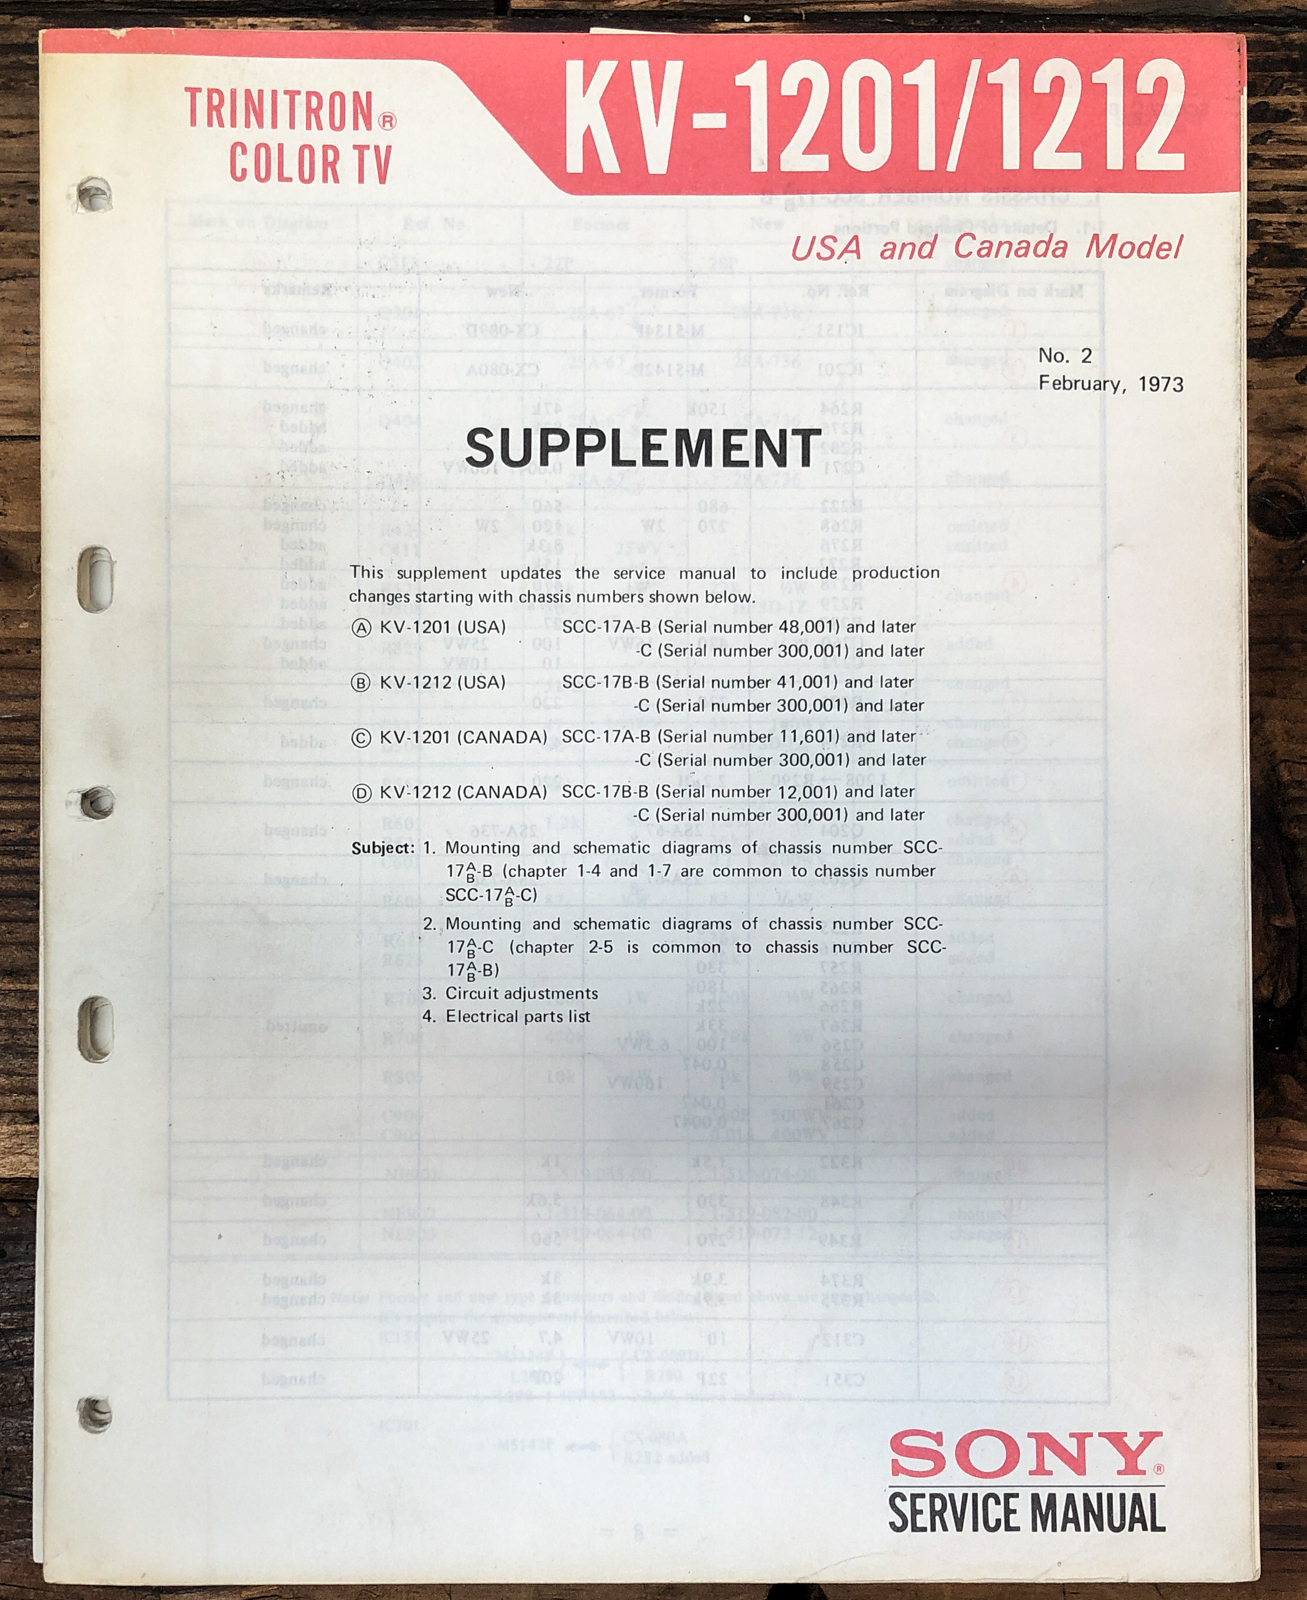 TRINITRON®
COLOR TV
KV-1201/1212
USA and Canada Model
No. 2
February, 1973
SUPPLEMENT
This supplement updates the service manual to include production
changes starting with chassis numbers shown below.
Ⓐ KV-1201 (USA) SCC-17A-B (Serial number 48,001) and later
-C (Serial number 300,001) and later
Ⓑ KV-1212 (USA) SCC-17B-B (Serial number 41,001) and later
-C (Serial number 300,001) and later
Ⓒ KV-1201 (CANADA) SCC-17A-B (Serial number 11,601) and later
-C (Serial number 300,001) and later
Ⓓ KV-1212 (CANADA) SCC-17B-B (Serial number 12,001) and later
-C (Serial number 300,001) and later
Subject: 1. Mounting and schematic diagrams of chassis number SCC-
17A/B-B (chapter 1-4 and 1-7 are common to chassis number
SCC-17A/B-C)
2. Mounting and schematic diagrams of chassis number SCC-
17A/B-C (chapter 2-5 is common to chassis number SCC-
17A/B-B)
3. Circuit adjustments
4. Electrical parts list
SONY®
SERVICE MANUAL